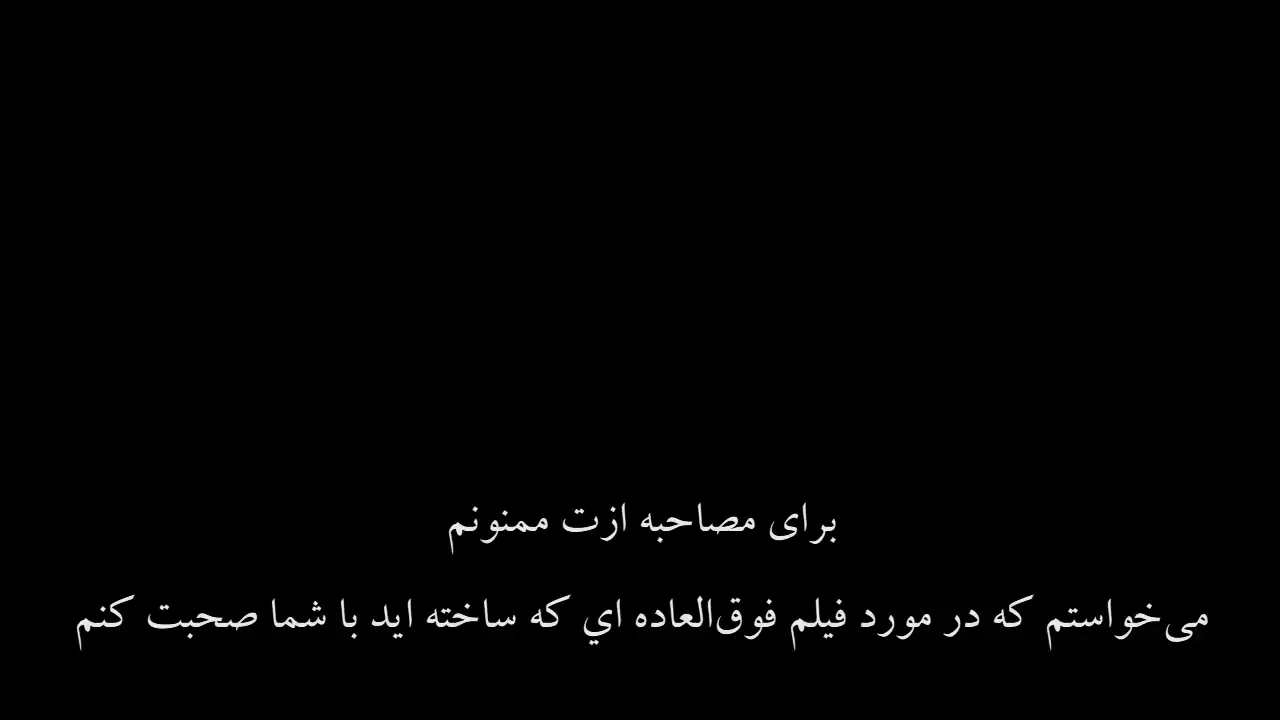 برای مصاحبه ازت ممنونم
می‌خواستم که در مورد فیلم فوق‌العاده اي که ساخته اید با شما صحبت کنم